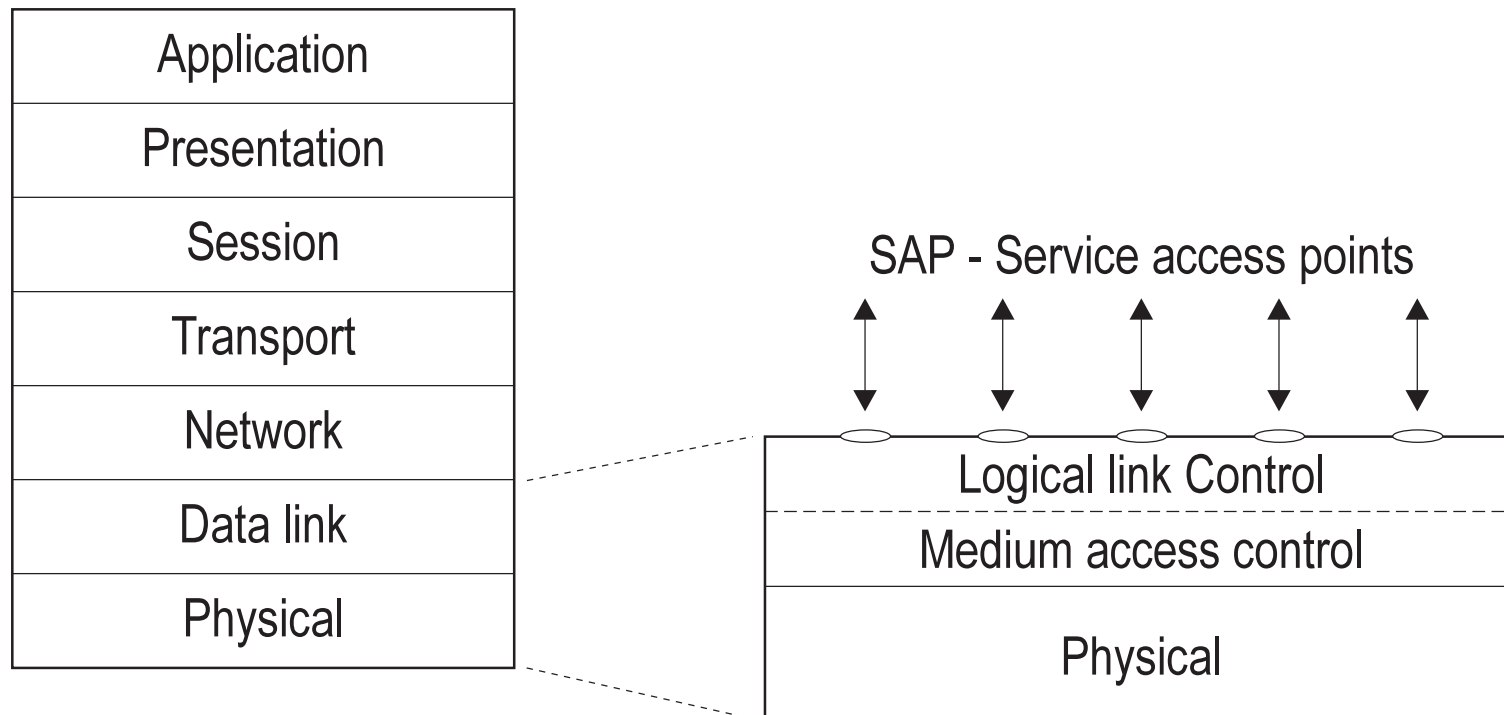 Application
Presentation
Session
Transport
Network
Data link
Physical
SAP - Service access points
Logical link Control
Medium access control
Physical